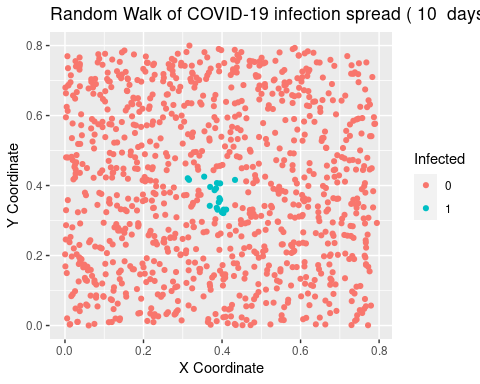 Random Walk of COVID-19 infection spread ( 10 days
Y Coordinate
0.8
0.6
0.4
0.2
0.0
0.0 0.2 0.4 0.6 0.8
X Coordinate
Infected
0
1